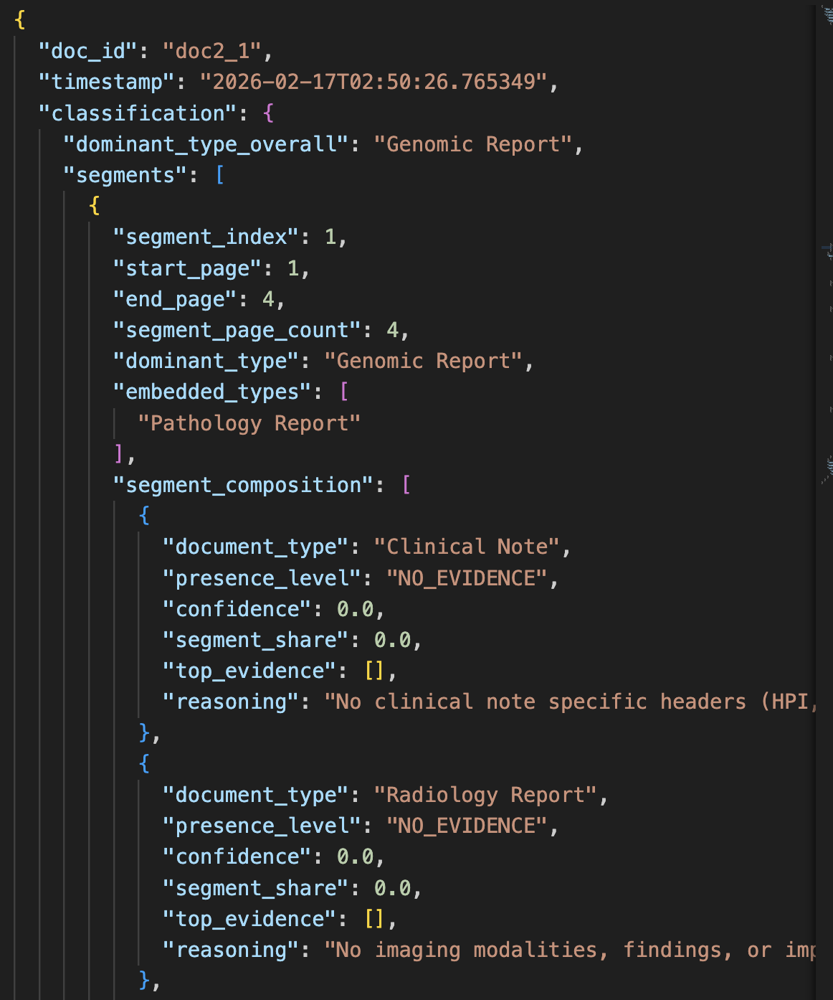 {
"doc_id": "doc2_1",
"timestamp": "2026-02-17T02:50:26.765349",
"classification": {
"dominant_type_overall": "Genomic Report",
"segments": [
{
"segment_index": 1,
"start_page": 1,
"end_page": 4,
"segment_page_count": 4,
"dominant_type": "Genomic Report",
"embedded_types": [
"Pathology Report"
],
"segment_composition": [
{
"document_type": "Clinical Note",
"presence_level": "NO_EVIDENCE",
"confidence": 0.0,
"segment_share": 0.0,
"top_evidence": [],
"reasoning": "No clinical note specific headers (HPI,
},
{
"document_type": "Radiology Report",
"presence_level": "NO_EVIDENCE",
"confidence": 0.0,
"segment_share": 0.0,
"top_evidence": [],
"reasoning": "No imaging modalities, findings, or imp
},